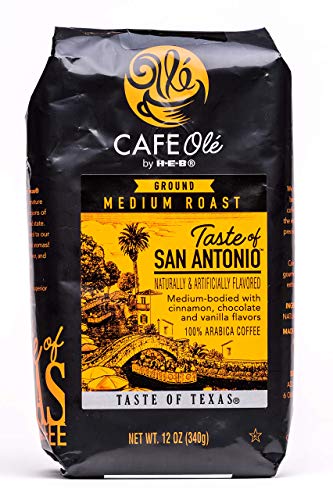 Olé
CAFE Olé
by H-E-B®
GROUND
MEDIUM ROAST
Taste of
SAN ANTONIO™
NATURALLY & ARTIFICIALLY FLAVORED
Medium-bodied with
cinnamon, chocolate
and vanilla flavors
100% ARABICA COFFEE
TASTE OF TEXAS®
NET WT. 12 OZ (340g)